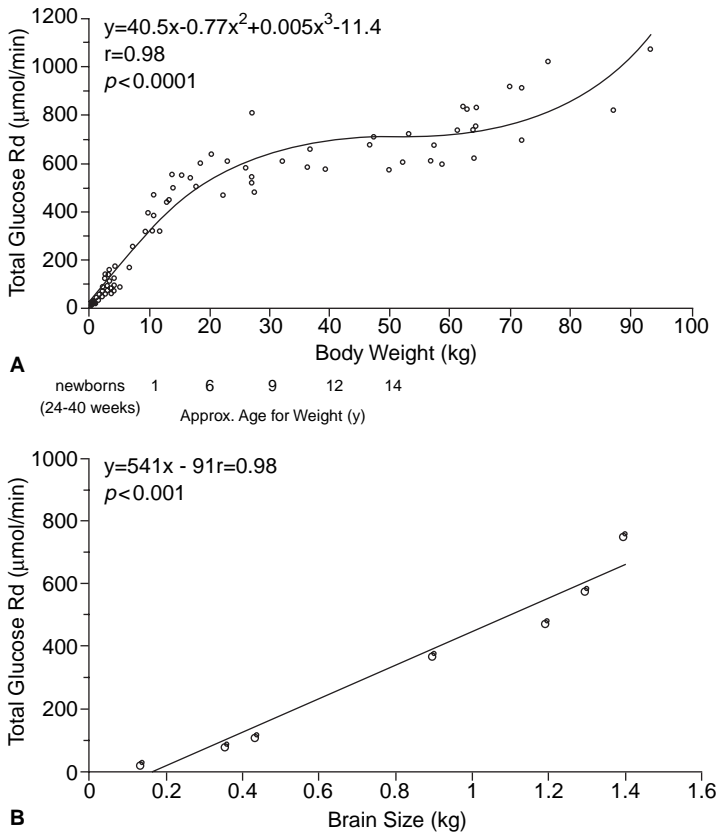 1200
y=40.5x-0.77x²+0.005x³-11.4
r=0.98
p<0.0001
1000
800
600
400
200
0
Total Glucose Rd (μmol/min)
0 10 20 30 40 50 60 70 80 90 100
Body Weight (kg)
A
newborns 1 6 9 12 14
(24-40 weeks) Approx. Age for Weight (y)
1000
y=541x - 91r=0.98
p<0.001
800
600
400
200
0
Total Glucose Rd (μmol/min)
0 0.2 0.4 0.6 0.8 1 1.2 1.4 1.6
Brain Size (kg)
B